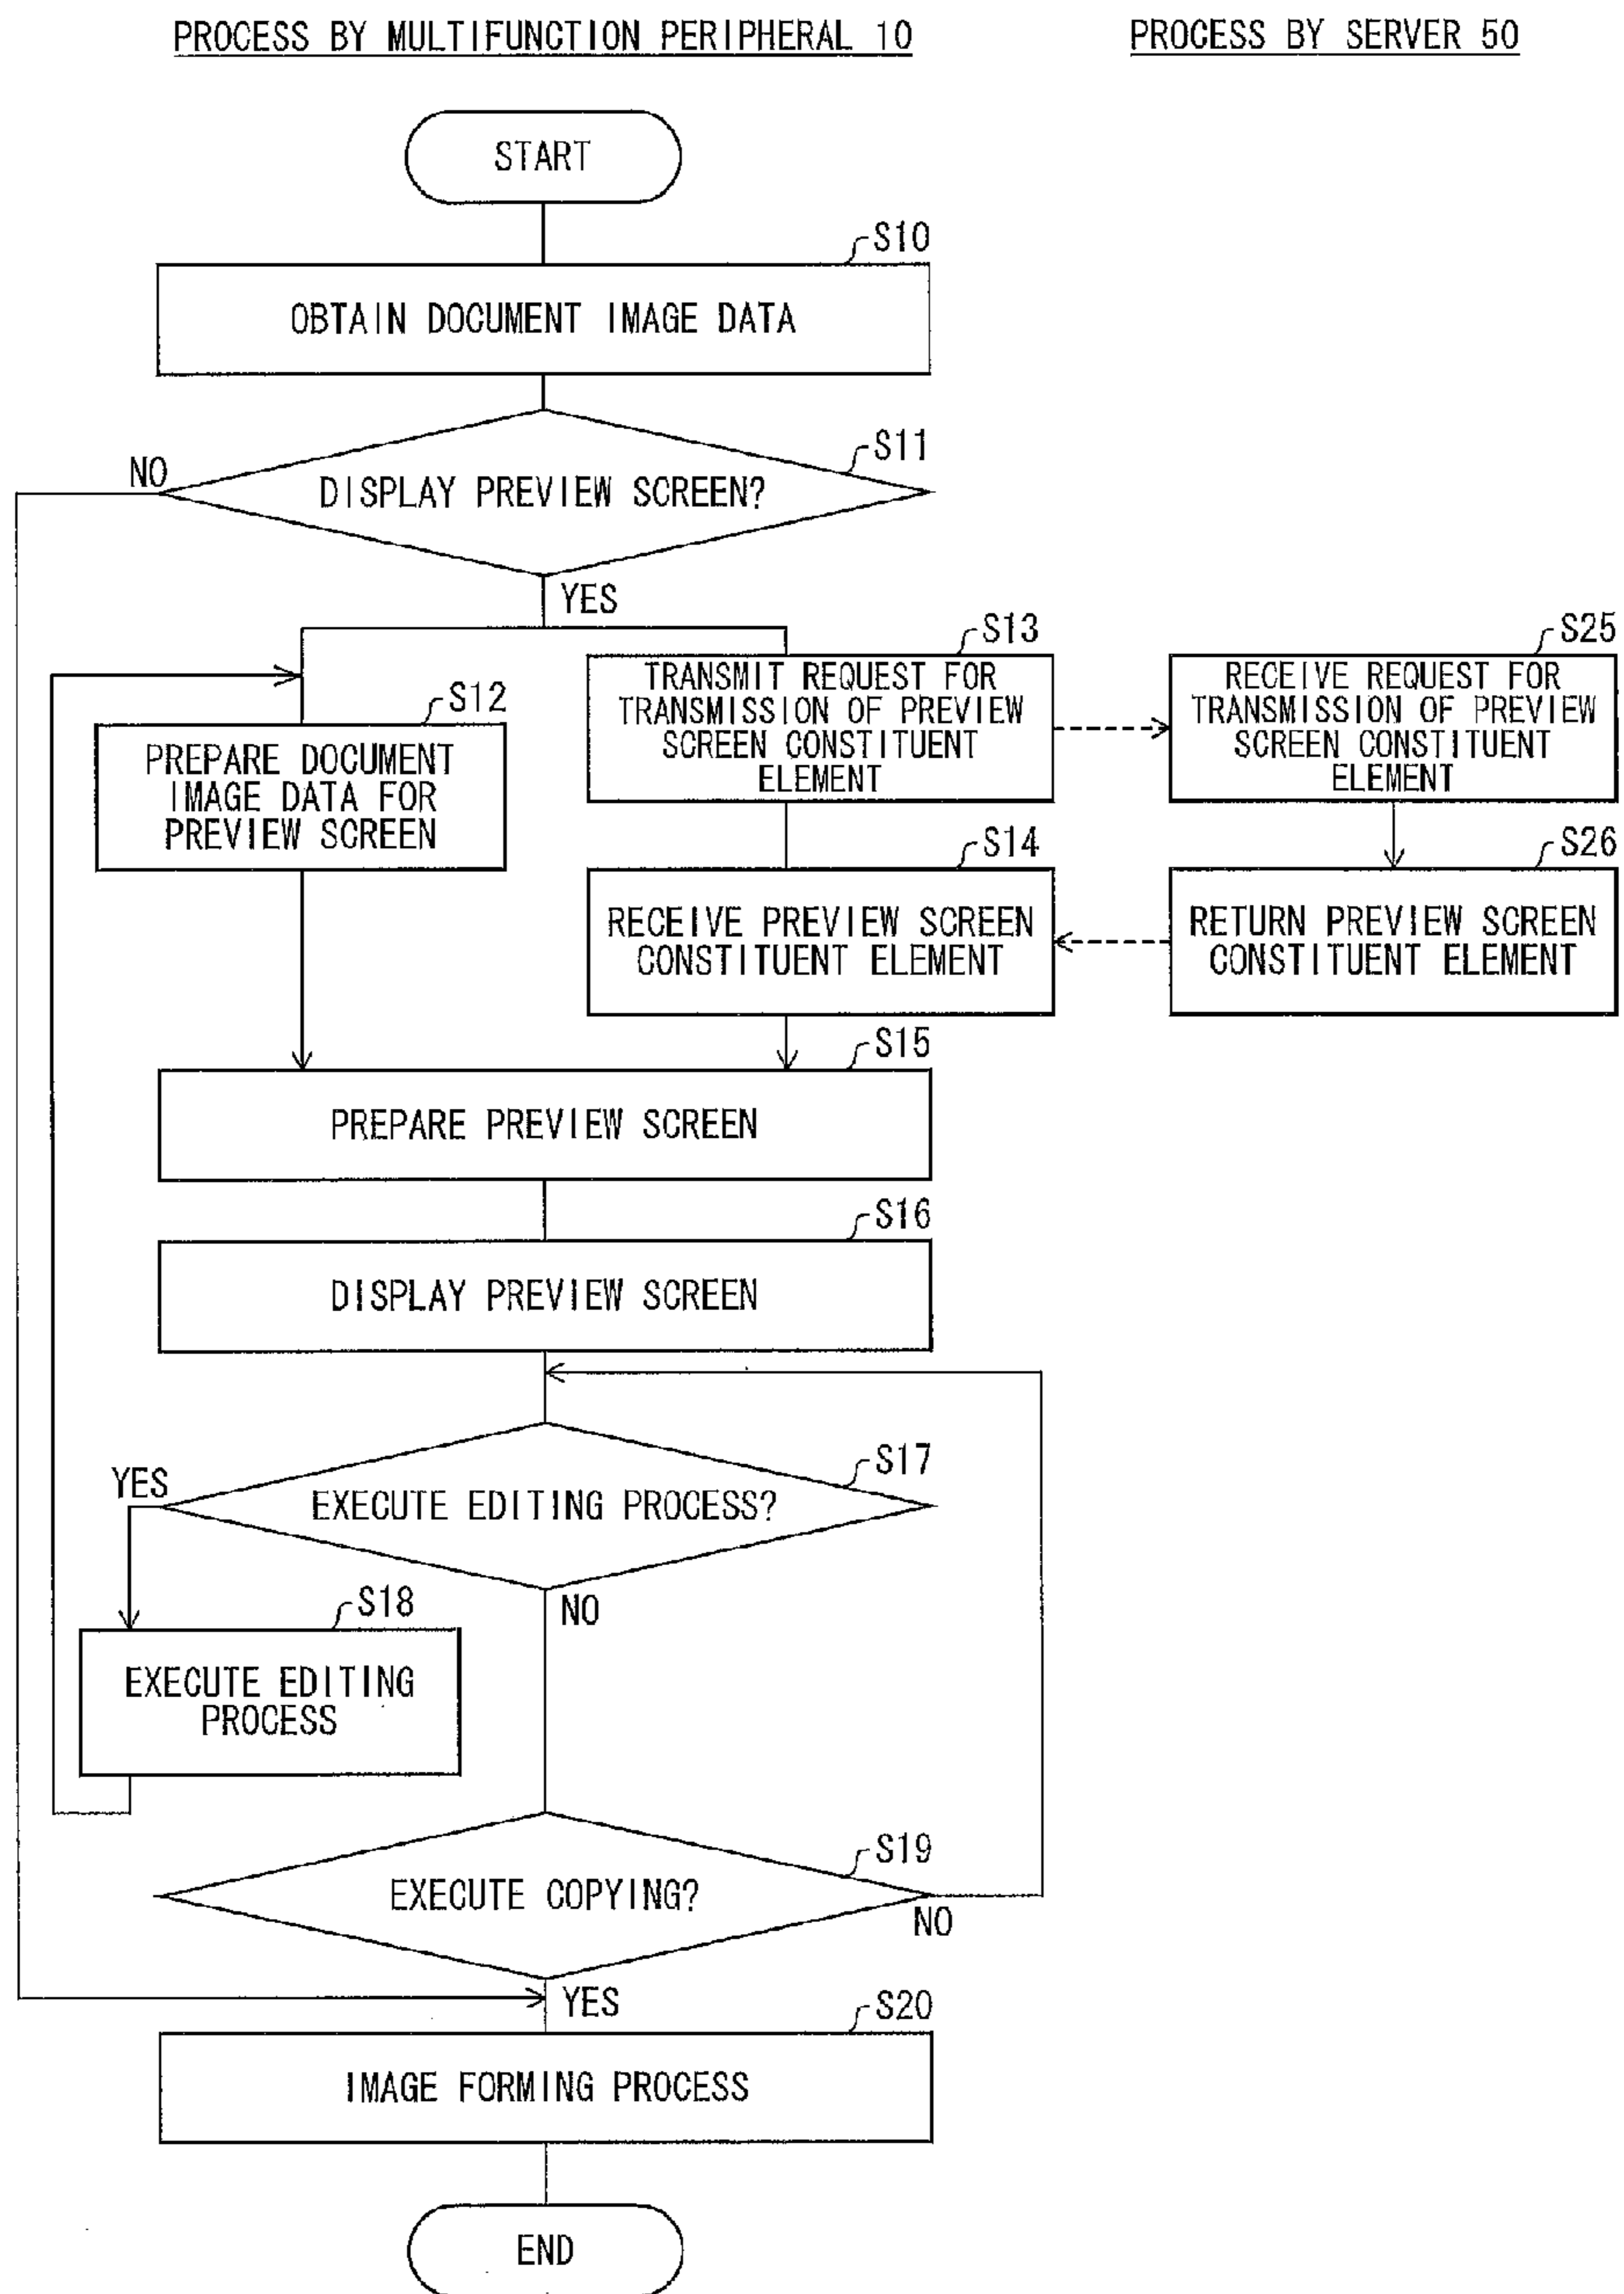 PROCESS BY MULTIFUNCTION PERIPHERAL 10
PROCESS BY SERVER 50
START
S10
OBTAIN DOCUMENT IMAGE DATA
S11
NO
DISPLAY PREVIEW SCREEN?
YES
S13
TRANSMIT REQUEST FOR
TRANSMISSION OF PREVIEW
SCREEN CONSTITUENT
ELEMENT
S25
RECEIVE REQUEST FOR
TRANSMISSION OF PREVIEW
SCREEN CONSTITUENT
ELEMENT
S12
PREPARE DOCUMENT
IMAGE DATA FOR
PREVIEW SCREEN
S14
RECEIVE PREVIEW SCREEN
CONSTITUENT ELEMENT
S26
RETURN PREVIEW SCREEN
CONSTITUENT ELEMENT
S15
PREPARE PREVIEW SCREEN
S16
DISPLAY PREVIEW SCREEN
S17
YES
EXECUTE EDITING PROCESS?
NO
S18
EXECUTE EDITING
PROCESS
S19
EXECUTE COPYING?
NO
YES
S20
IMAGE FORMING PROCESS
END